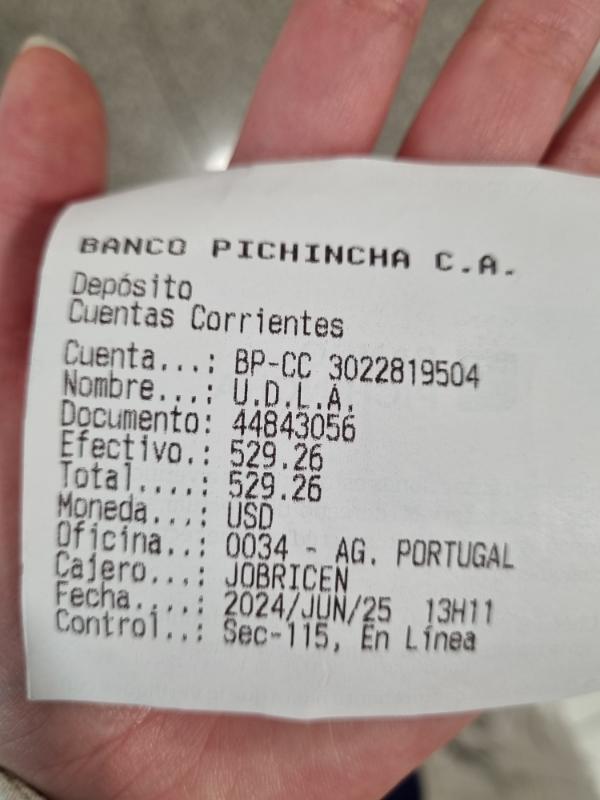 BANCO PICHINCHA C.A.
Depósito
Cuentas Corrientes
Cuenta...: BP-CC 3022819504
Nombre...: U.D.L.A.
Documento: 44843056
Efectivo.: 529.26
Total....: 529.26
Moneda...: USD
Oficina..: 0034 - AG. PORTUGAL
Cajero...: JOBRICEN
Fecha....: 2024/JUN/25 13H11
Control..: Sec-115, En Línea